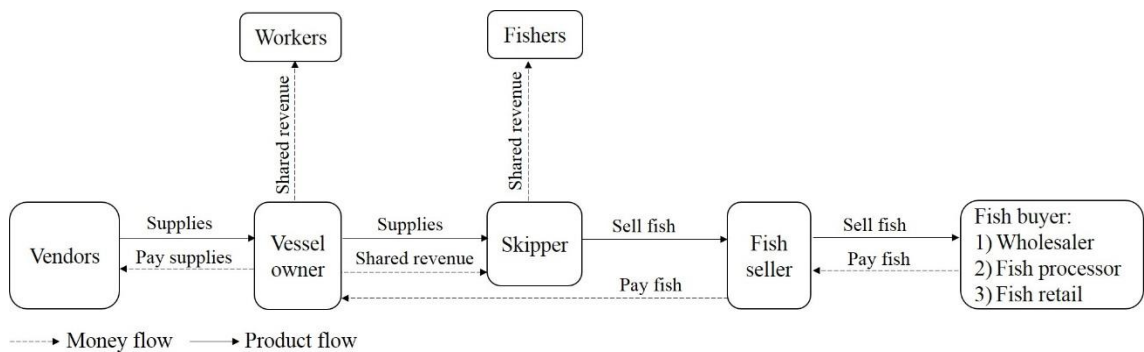 Workers
Fishers
Shared revenue
Shared revenue
Vendors
Supplies
Pay supplies
Vessel
owner
Supplies
Shared revenue
Skipper
Sell fish
Pay fish
Fish
seller
Sell fish
Pay fish
Fish buyer:
1) Wholesaler
2) Fish processor
3) Fish retail
Money flow
Product flow